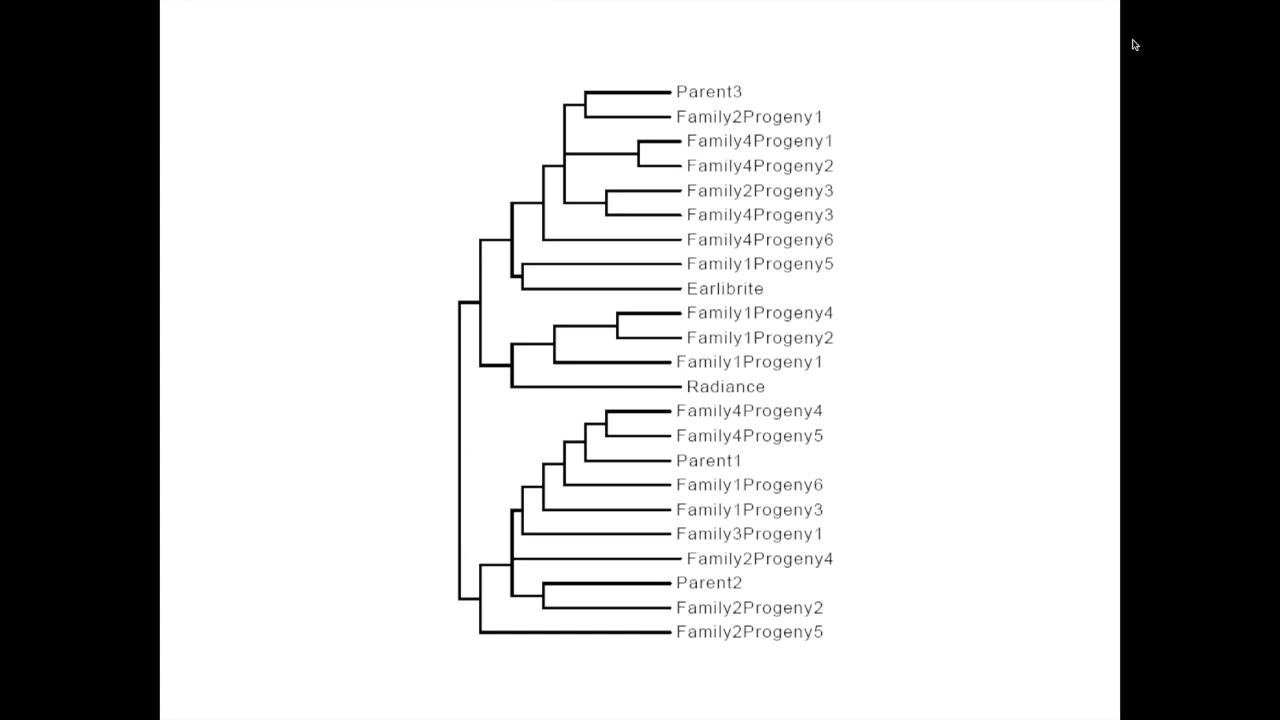 Parent3
Family2Progeny1
Family4Progeny1
Family4Progeny2
Family2Progeny3
Family4Progeny3
Family4Progeny6
Family1Progeny5
Earlibrite
Family1Progeny4
Family1Progeny2
Family1Progeny1
Radiance
Family4Progeny4
Family4Progeny5
Parent1
Family1Progeny6
Family1Progeny3
Family3Progeny1
Family2Progeny4
Parent2
Family2Progeny2
Family2Progeny5